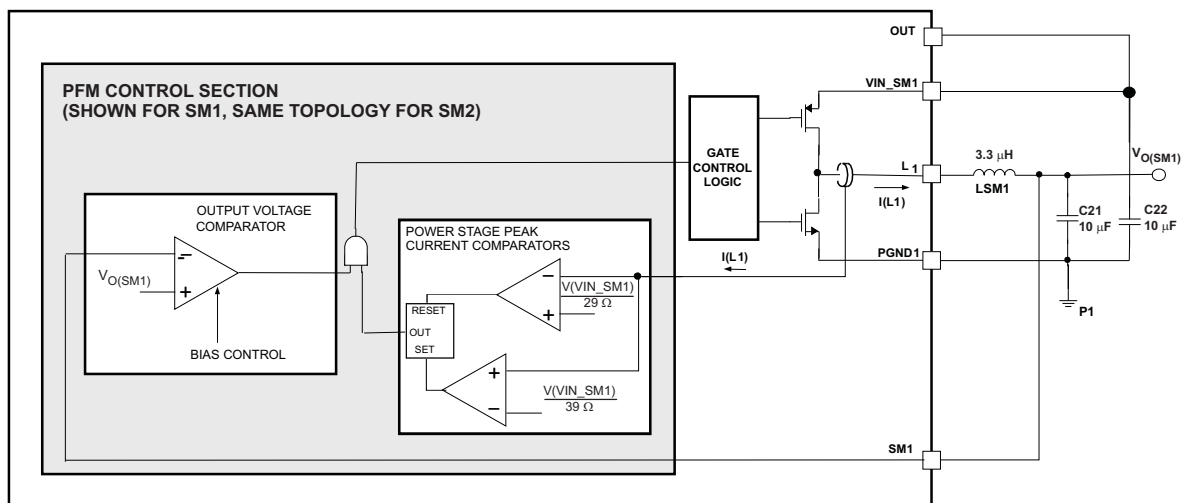 PFM CONTROL SECTION
(SHOWN FOR SM1, SAME TOPOLOGY FOR SM2)
OUTPUT VOLTAGE
COMPARATOR
–
VO(SM1)
+
BIAS CONTROL
POWER STAGE PEAK
CURRENT COMPARATORS
–
V(VIN_SM1)
29 Ω
+
RESET
OUT
SET
+
–
V(VIN_SM1)
39 Ω
I(L1)
GATE
CONTROL
LOGIC
OUT
VIN_SM1
L1
I(L1)
PGND1
SM1
3.3 μH
LSM1
VO(SM1)
C21
10 μF
C22
10 μF
P1